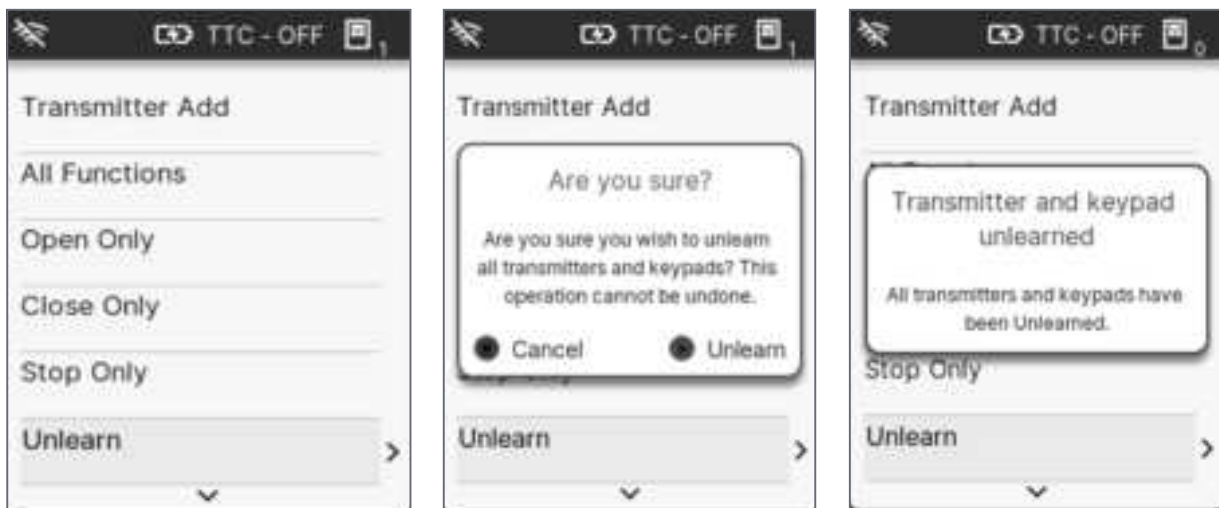 TTC - OFF 1
Transmitter Add
All Functions
Open Only
Close Only
Stop Only
Unlearn
TTC - OFF 1
Transmitter Add
Are you sure?
Are you sure you wish to unlearn
all transmitters and keypads? This
operation cannot be undone.
Cancel Unlearn
Unlearn
TTC - OFF 0
Transmitter Add
Transmitter and keypad
unlearned
All transmitters and keypads have
been Unlearned.
Stop Only
Unlearn